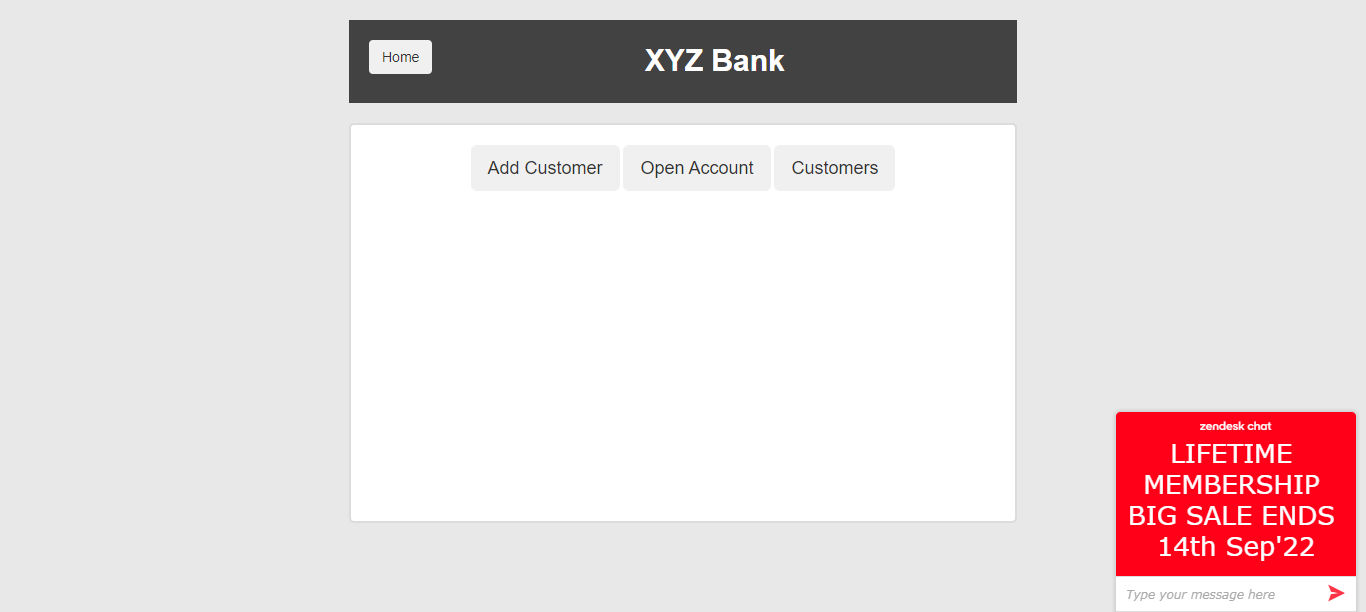 Home
XYZ Bank
Add Customer
Open Account
Customers
zendesk chat
LIFETIME
MEMBERSHIP
BIG SALE ENDS
14th Sep'22
Type your message here